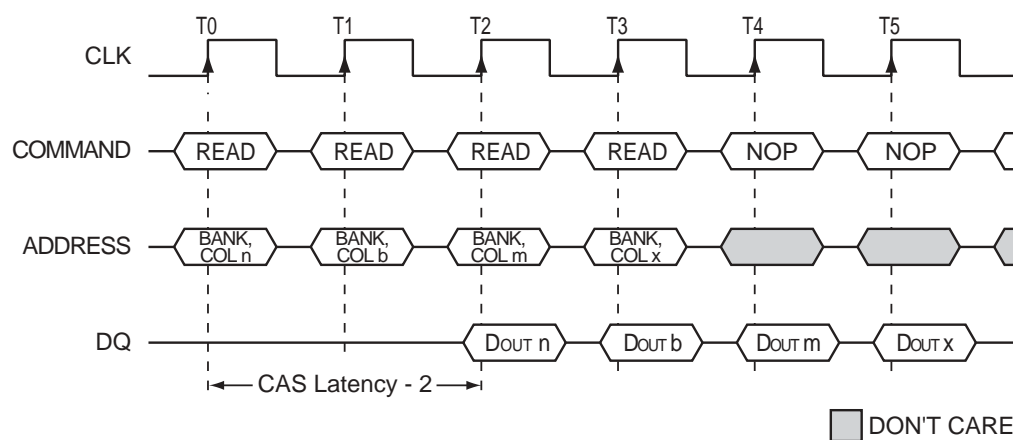 T0 T1 T2 T3 T4 T5
CLK
COMMAND READ READ READ READ NOP NOP
ADDRESS BANK, COL n BANK, COL b BANK, COL m BANK, COL x
DQ DOUT n DOUT b DOUT m DOUT x
CAS Latency - 2
DON'T CARE